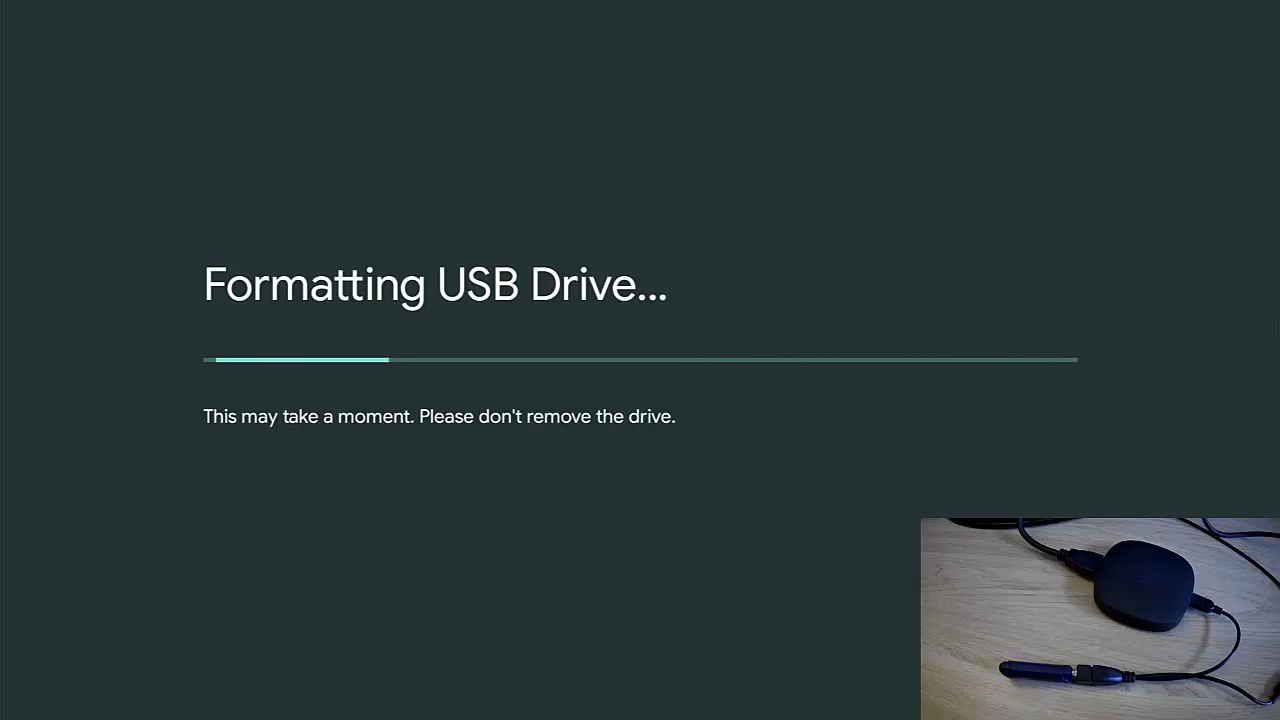 Formatting USB Drive...
This may take a moment. Please don't remove the drive.